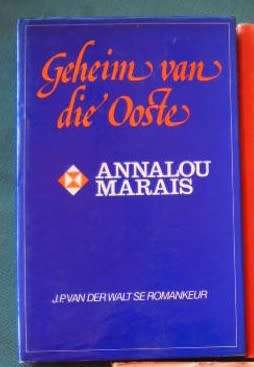 Geheim van
die Ooste
ANNALOU
MARAIS
J.P. VAN DER WALT SE ROMANKEUR